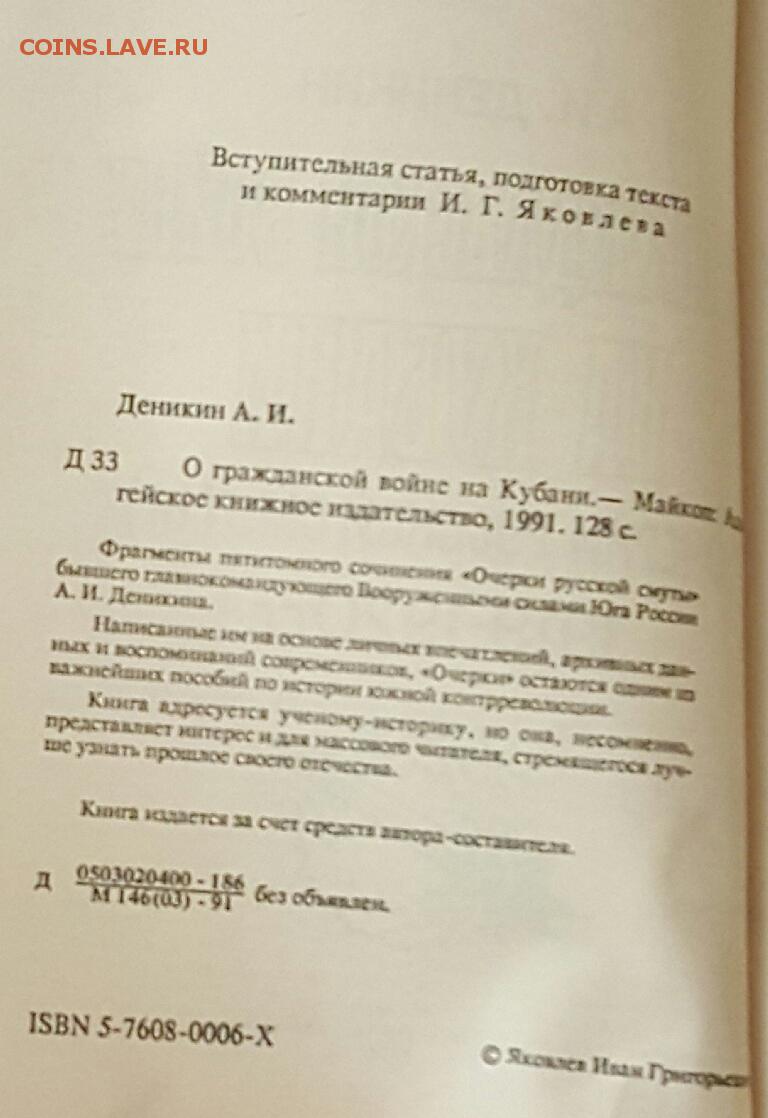 COINS.LAVE.RU
Вступительная статья, подготовка текста
и комментарии И. Г. Яковлева
Деникин А. И.
Д 33 О гражданской войне на Кубани.— Майкоп:
гейское книжное издательство, 1991. 128 с.
Фрагменты пятитомного сочинения «Очерки русской смуты»
бывшего главнокомандующего Вооруженными силами Юга России
А. И. Деникина.
Написанные им на основе личных впечатлений, архивных дан-
ных и воспоминаний современников, «Очерки» остаются одним из
важнейших пособий по истории южной контрреволюции.
Книга адресуется ученому-историку, но она, несомненно,
представляет интерес и для массового читателя, стремящегося луч-
ше узнать прошлое своего отечества.
Книга издается за счет средств автора-составителя.
Д 0503020400 - 186 без объявлен.
М 146(03) - 91
ISBN 5-7608-0006-X
© Яковлев Иван Григорьеви